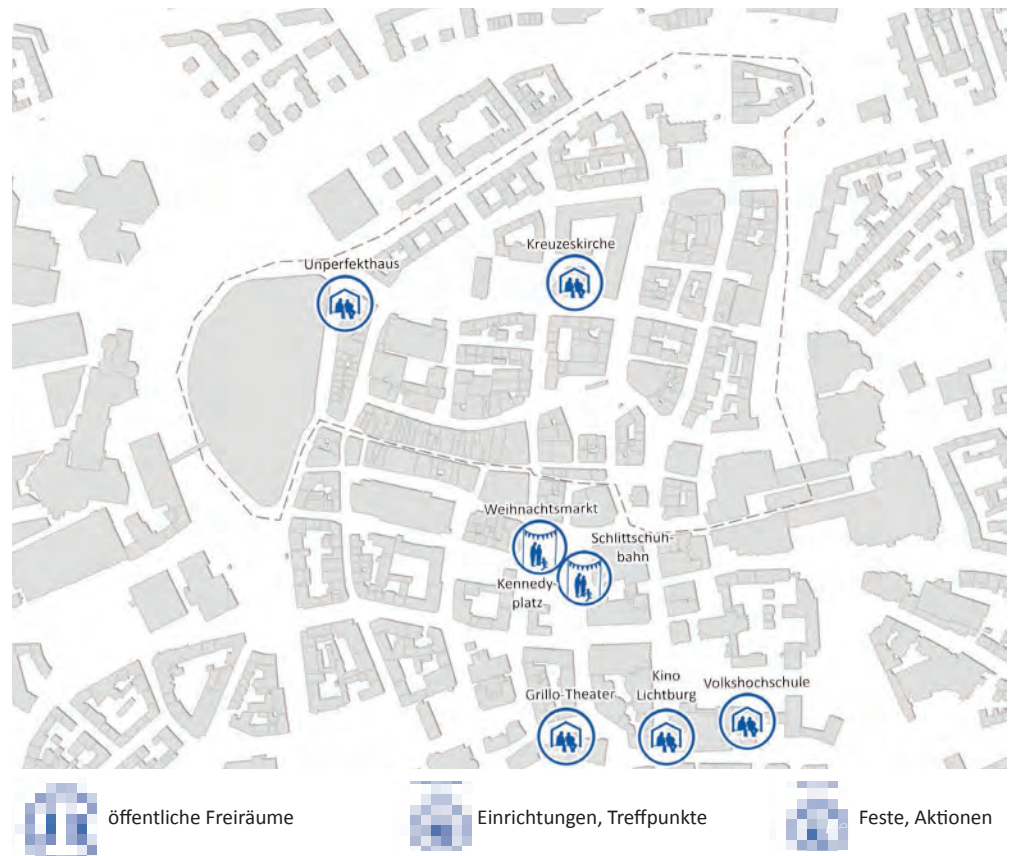 Kreuzeskirche
Unperfekthaus
Weihnachtsmarkt
Schlittschuh-
bahn
Kennedy-
platz
Kino
Lichtburg
Volkshochschule
Grillo-Theater
öffentliche Freiräume
Einrichtungen, Treffpunkte
Feste, Aktionen